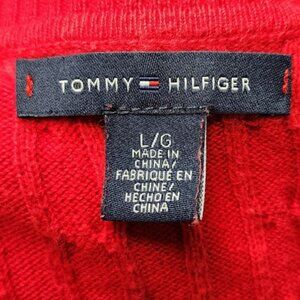 TOMMY HILFIGER
L/G
MADE IN
CHINA/
FABRIQUÉ EN
CHINE/
HECHO EN
CHINA